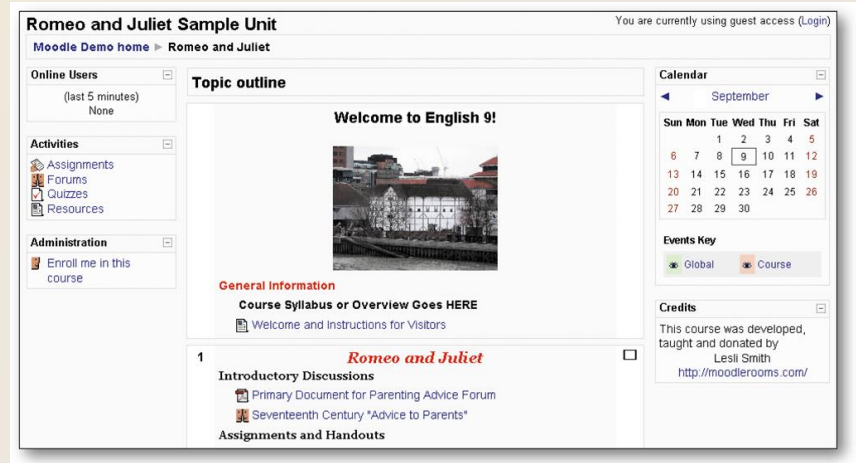 Romeo and Juliet Sample Unit
You are currently using guest access (Login)
Moodle Demo home ► Romeo and Juliet
Online Users
(last 5 minutes)
None
Activities
Assignments
Forums
Quizzes
Resources
Administration
Enroll me in this
course
Topic outline
Welcome to English 9!
General Information
Course Syllabus or Overview Goes HERE
Welcome and Instructions for Visitors
1
Romeo and Juliet
Introductory Discussions
Primary Document for Parenting Advice Forum
Seventeenth Century "Advice to Parents"
Assignments and Handouts
Calendar
◄ September ►
Sun Mon Tue Wed Thu Fri Sat
1 2 3 4 5
6 7 8 9 10 11 12
13 14 15 16 17 18 19
20 21 22 23 24 25 26
27 28 29 30
Events Key
Global Course
Credits
This course was developed,
taught and donated by
Lesli Smith
http://moodlerooms.com/